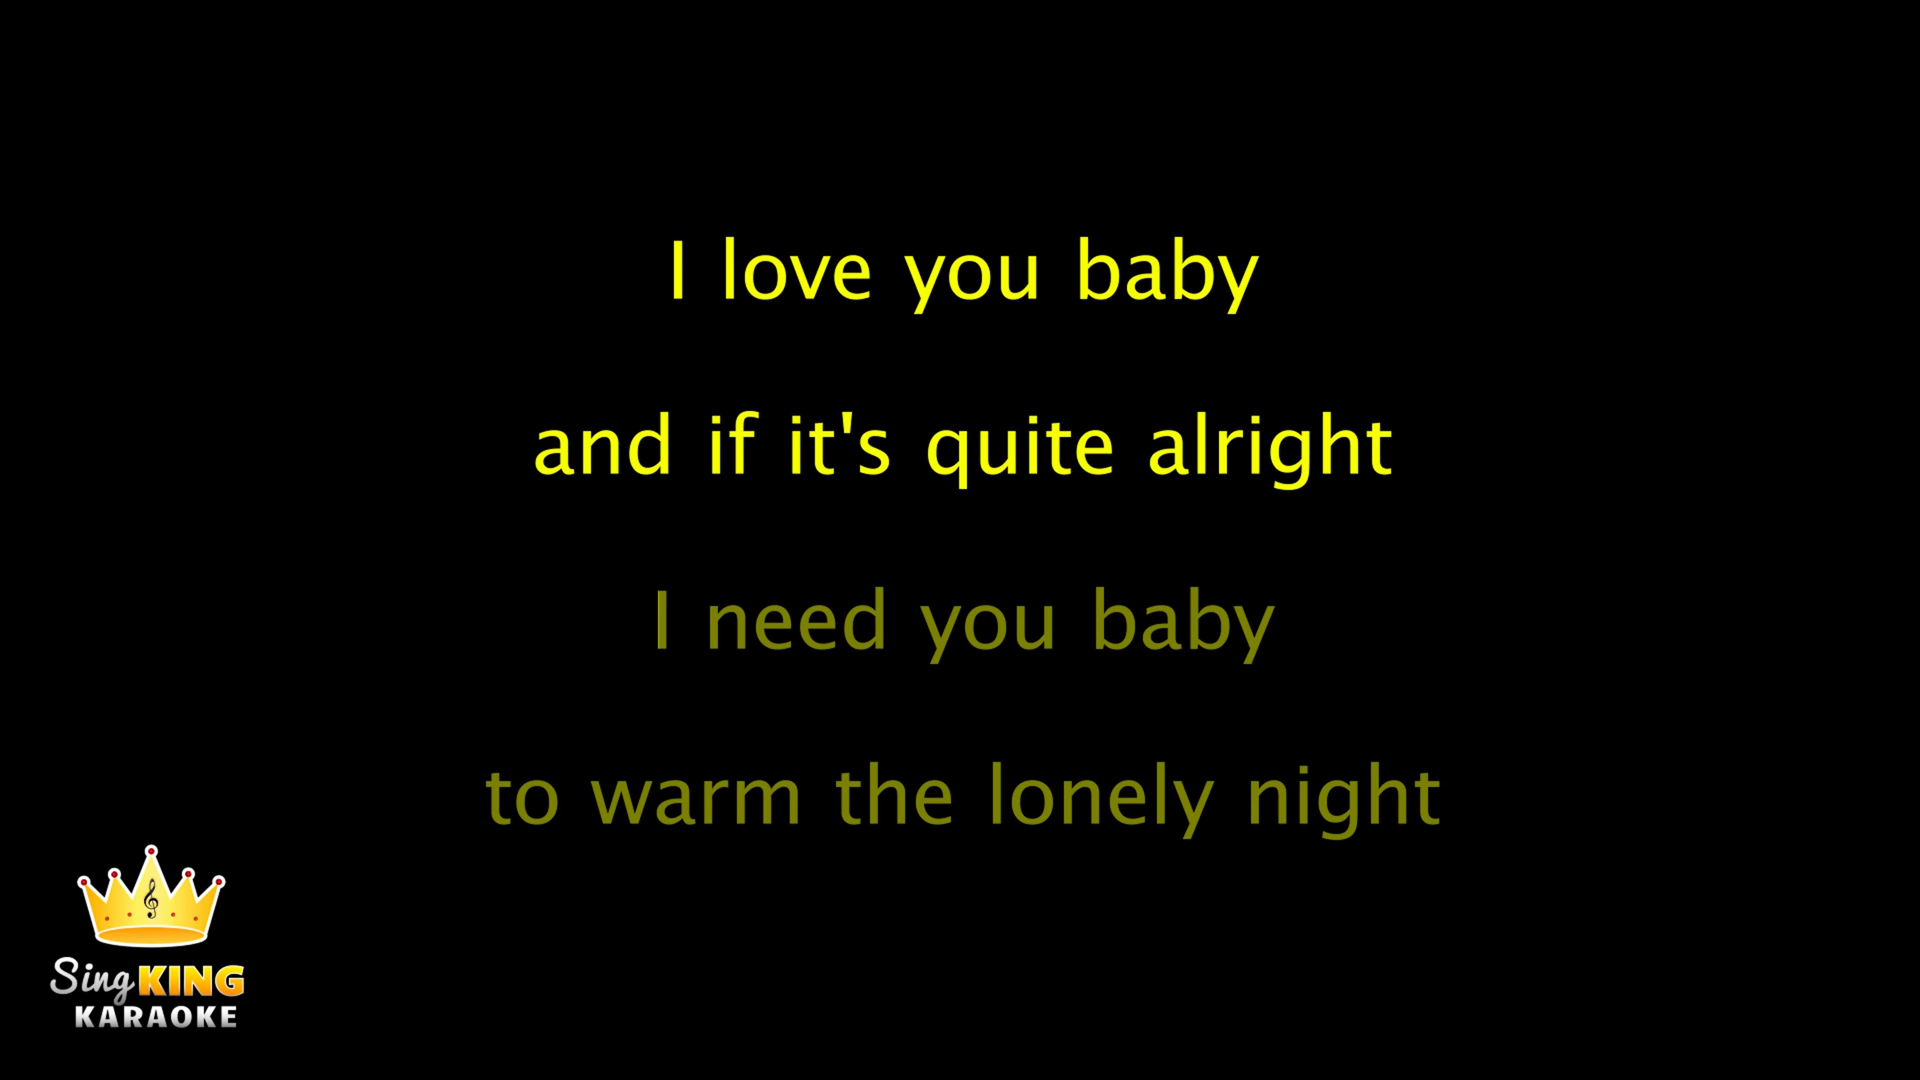 I love you baby
and if it's quite alright
I need you baby
to warm the lonely night
Sing KING
KARAOKE